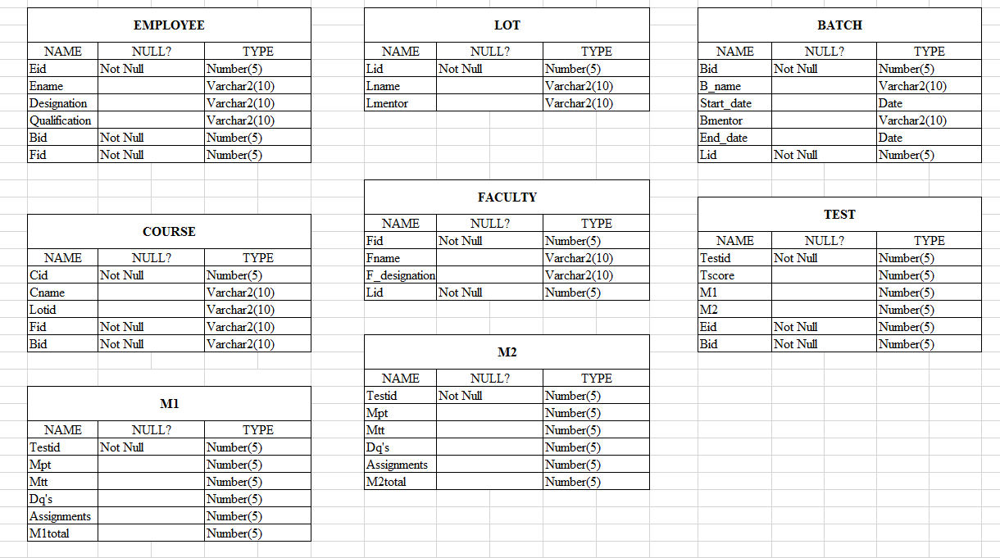 EMPLOYEE
NAME NULL? TYPE
Eid Not Null Number(5)
Ename Varchar2(10)
Designation Varchar2(10)
Qualification Varchar2(10)
Bid Not Null Number(5)
Fid Not Null Number(5)
LOT
NAME NULL? TYPE
Lid Not Null Number(5)
Lname Varchar2(10)
Lmentor Varchar2(10)
BATCH
NAME NULL? TYPE
Bid Not Null Number(5)
B_name Varchar2(10)
Start_date Date
Bmentor Varchar2(10)
End_date Date
Lid Not Null Number(5)
COURSE
NAME NULL? TYPE
Cid Not Null Number(5)
Cname Varchar2(10)
Lotid Varchar2(10)
Fid Not Null Varchar2(10)
Bid Not Null Varchar2(10)
FACULTY
NAME NULL? TYPE
Fid Not Null Number(5)
Fname Varchar2(10)
F_designation Varchar2(10)
Lid Not Null Number(5)
TEST
NAME NULL? TYPE
Testid Not Null Number(5)
Tscore Number(5)
M1 Number(5)
M2 Number(5)
Eid Not Null Number(5)
Bid Not Null Number(5)
M1
NAME NULL? TYPE
Testid Not Null Number(5)
Mpt Number(5)
Mtt Number(5)
Dq's Number(5)
Assignments Number(5)
M1total Number(5)
M2
NAME NULL? TYPE
Testid Not Null Number(5)
Mpt Number(5)
Mtt Number(5)
Dq's Number(5)
Assignments Number(5)
M2total Number(5)